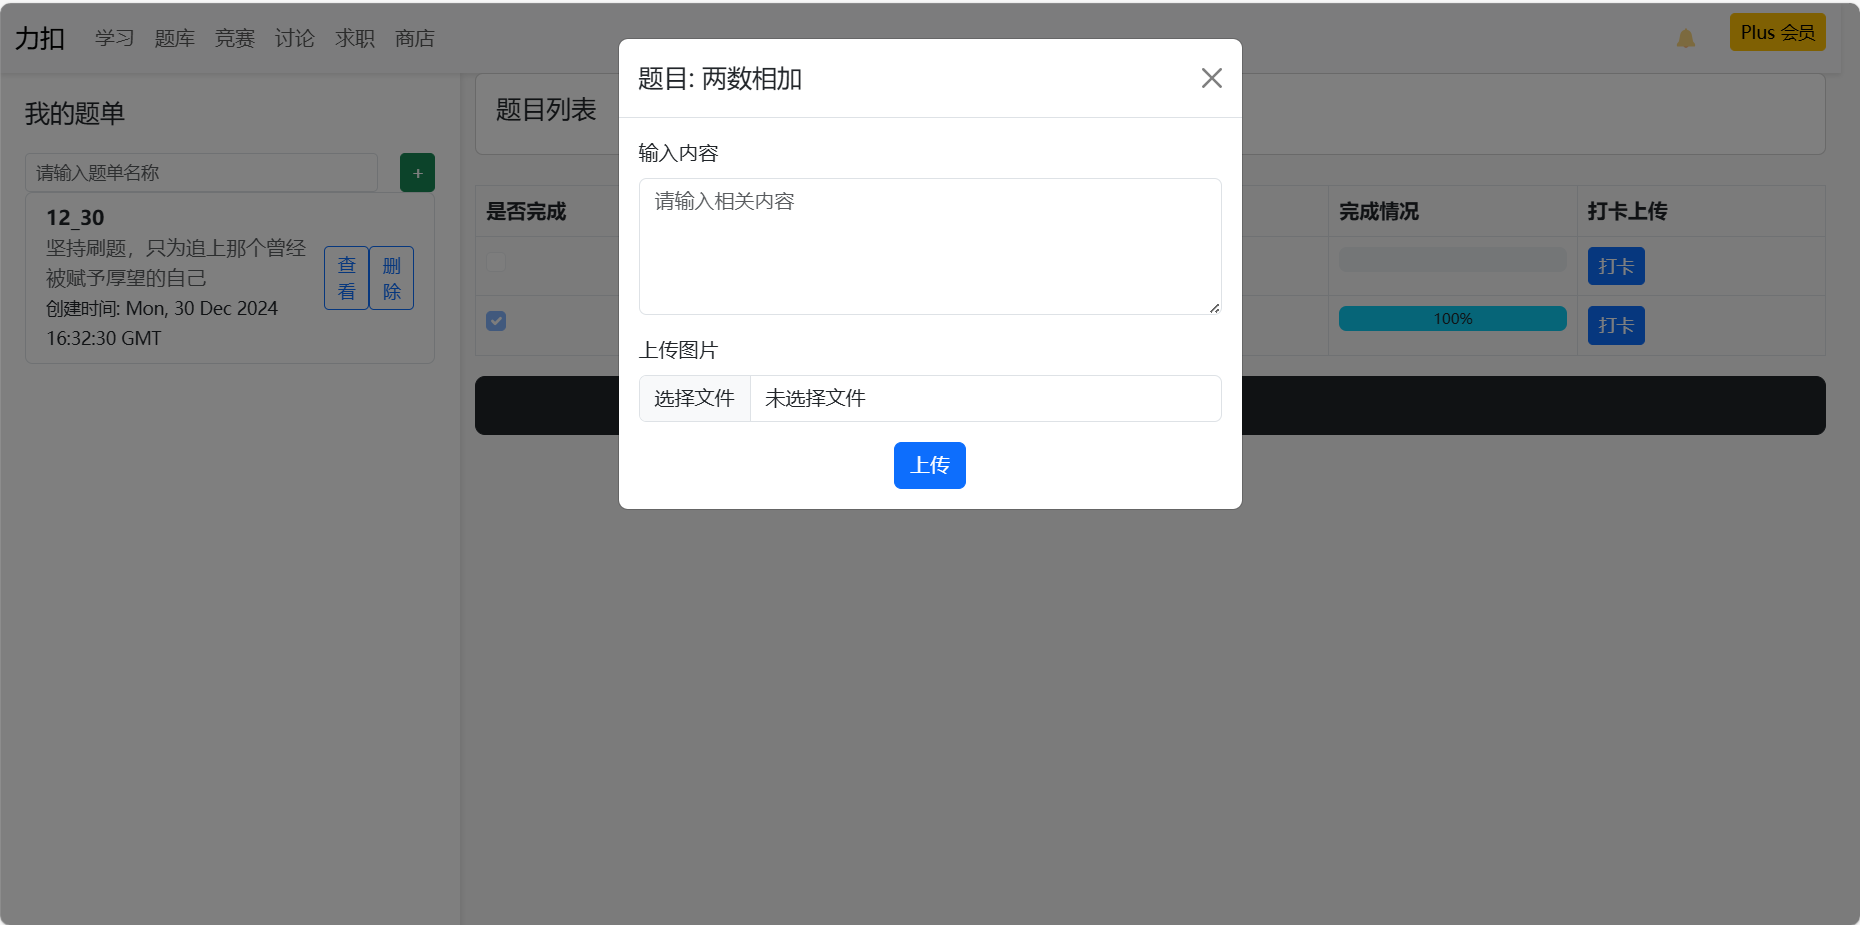 力扣 学习 题库 竞赛 讨论 求职 商店 Plus 会员
我的题单
请输入题单名称 +
12_30
坚持刷题，只为追上那个曾经
被赋予厚望的自己
创建时间: Mon, 30 Dec 2024
16:32:30 GMT
查看
删除
题目列表
是否完成 完成情况 打卡上传
打卡
100% 打卡
题目: 两数相加
输入内容
请输入相关内容
上传图片
选择文件 未选择文件
上传